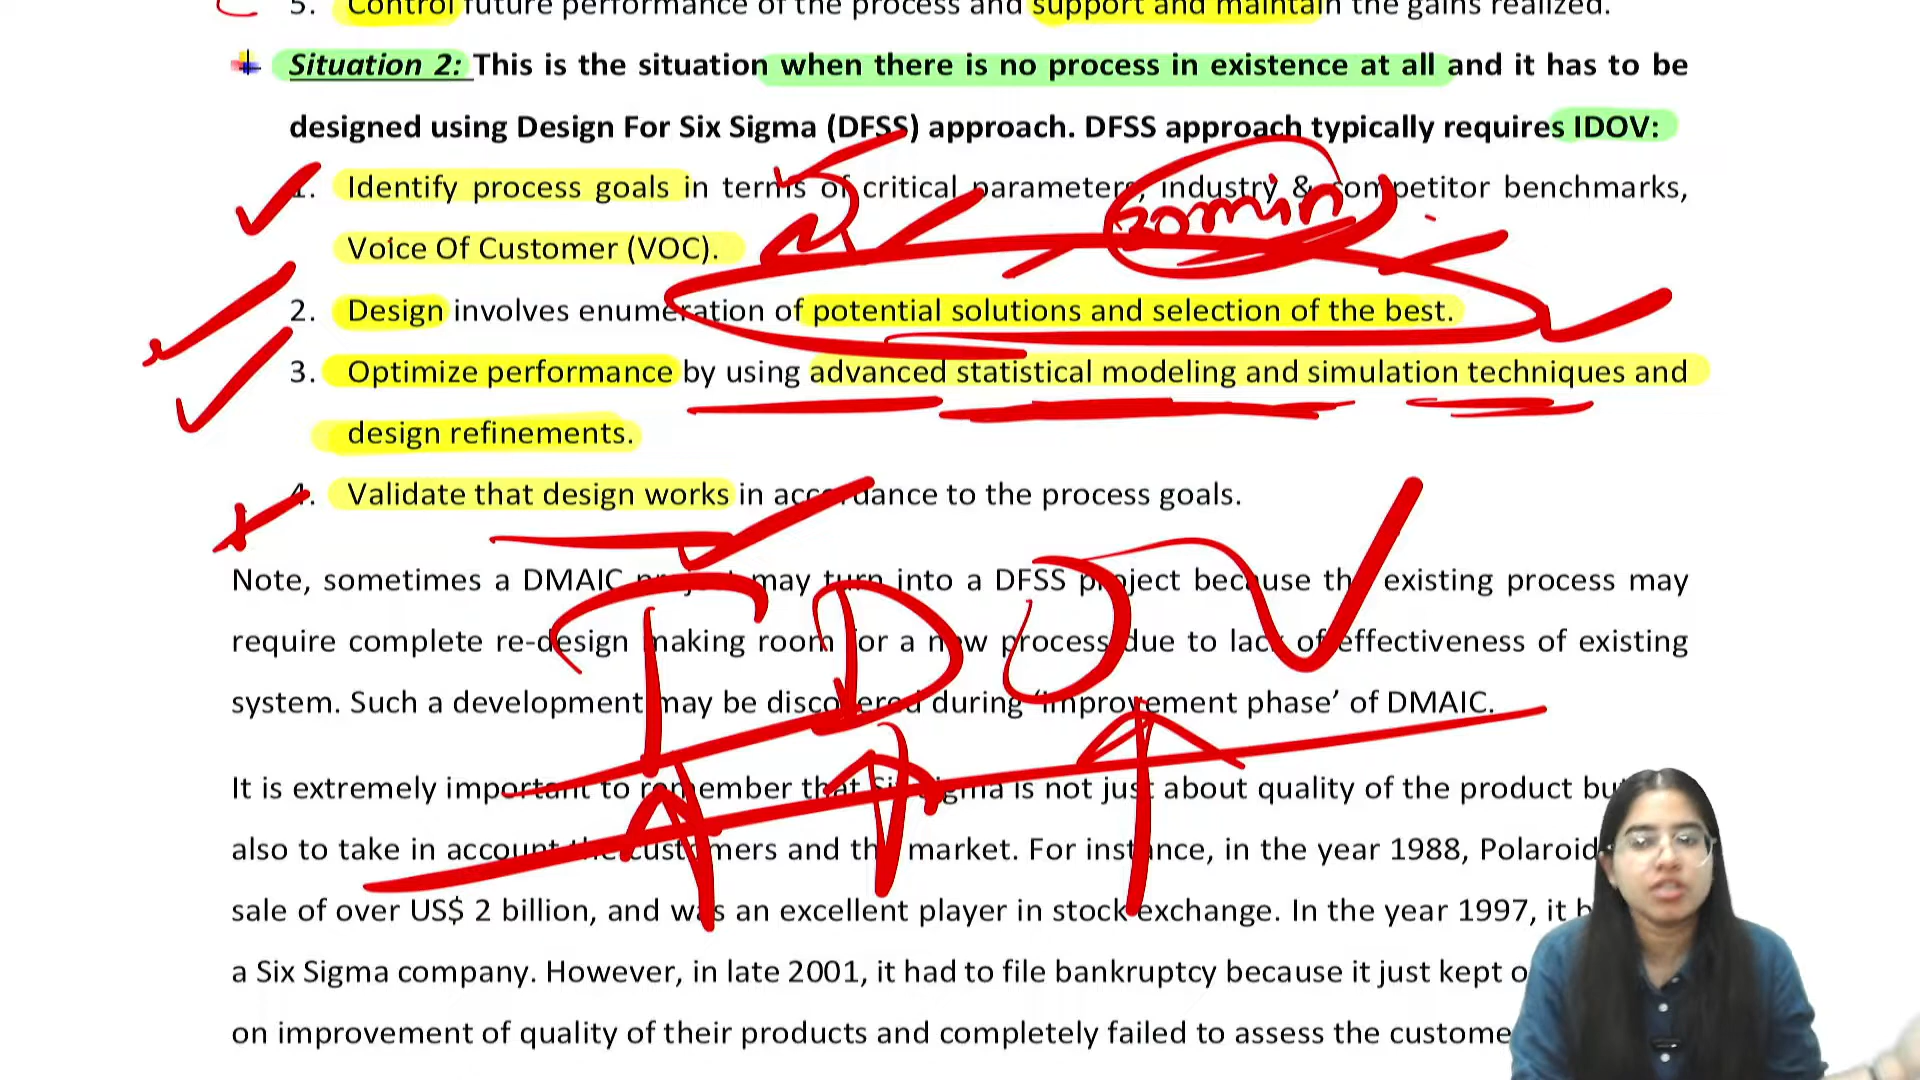 5. Control future performance of the process and support and maintain the gains realized.
Situation 2: This is the situation when there is no process in existence at all and it has to be
designed using Design For Six Sigma (DFSS) approach. DFSS approach typically requires IDOV:
1. Identify process goals in terms of critical parameters, industry & competitor benchmarks,
Voice Of Customer (VOC).
2. Design involves enumeration of potential solutions and selection of the best.
3. Optimize performance by using advanced statistical modeling and simulation techniques and
design refinements.
4. Validate that design works in accordance to the process goals.
Note, sometimes a DMAIC project may turn into a DFSS project because the existing process may
require complete re-design making room for a new process due to lack of effectiveness of existing
system. Such a development may be discovered during ‘improvement phase’ of DMAIC.
I D O V
It is extremely important to remember that Six Sigma is not just about quality of the product but
also to take in account the customers and the market. For instance, in the year 1988, Polaroid
sale of over US$ 2 billion, and was an excellent player in stock exchange. In the year 1997, it
a Six Sigma company. However, in late 2001, it had to file bankruptcy because it just kept
on improvement of quality of their products and completely failed to assess the